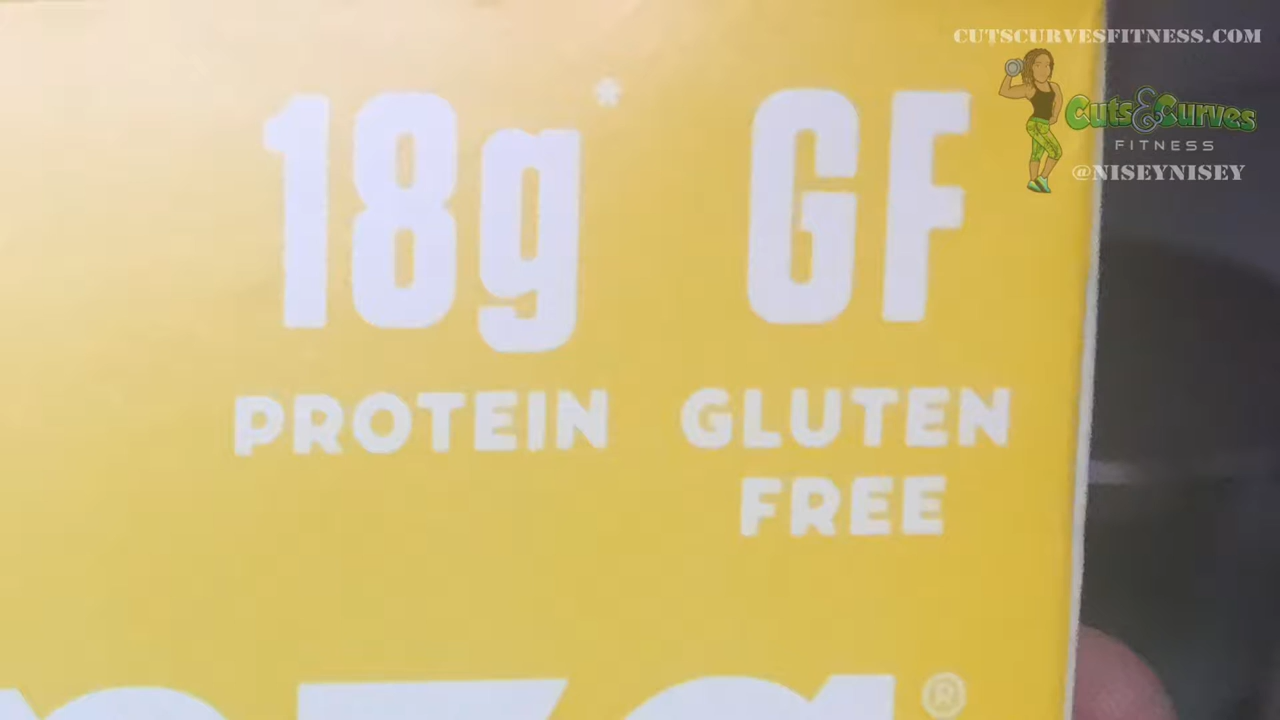 CUTSCURVESFITNESS.COM
Cuts&Curves
FITNESS
@NISEYNISEY
18g* GF
PROTEIN GLUTEN
FREE
®